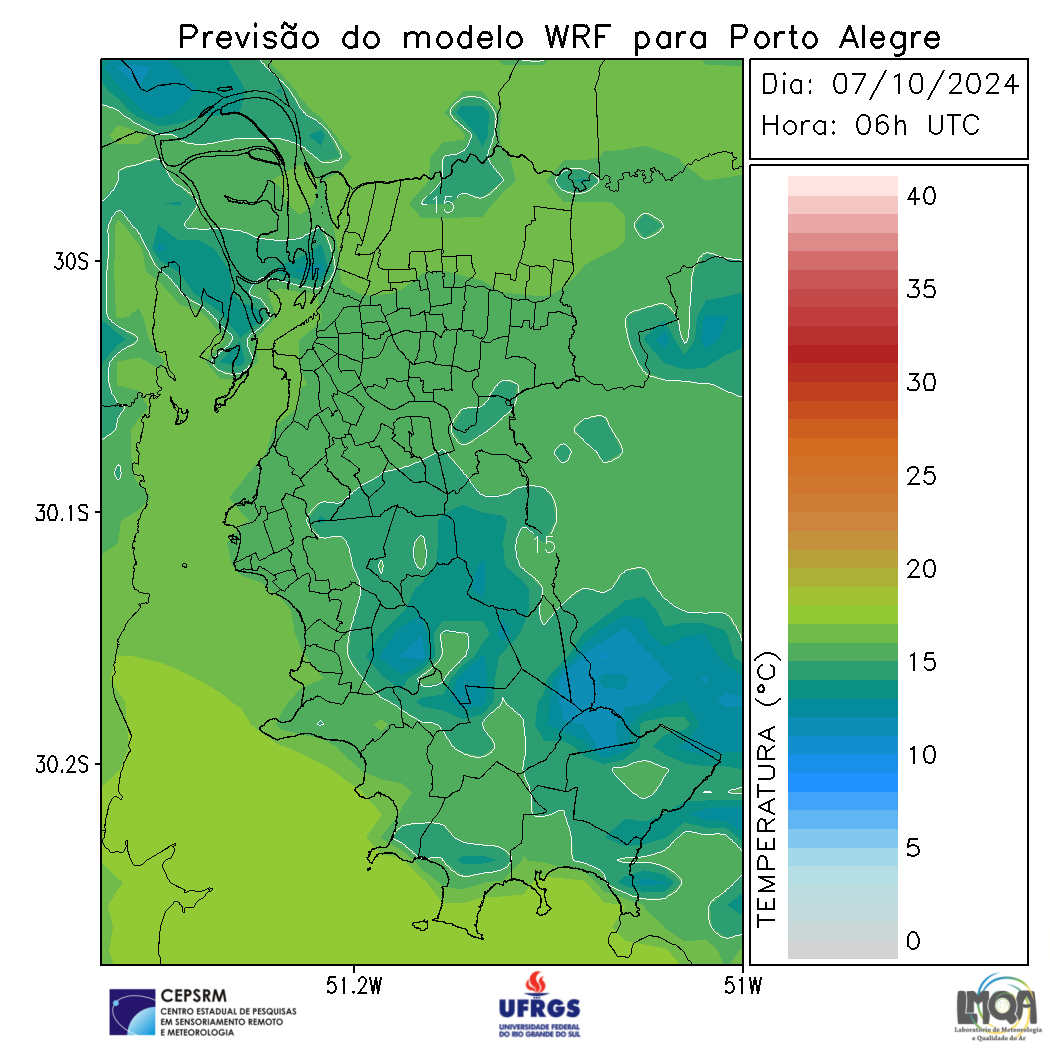 Previsão do modelo WRF para Porto Alegre
Dia: 07/10/2024
Hora: 06h UTC
40
35
30
25
20
15
10
5
0
TEMPERATURA (°C)
30S
30.1S
30.2S
51.2W
51W
15
15
CEPSRM
CENTRO ESTADUAL DE PESQUISAS
EM SENSORIAMENTO REMOTO
E METEOROLOGIA
UFRGS
UNIVERSIDADE FEDERAL
DO RIO GRANDE DO SUL
LMQA
Laboratório de Meteorologia
e Qualidade do Ar